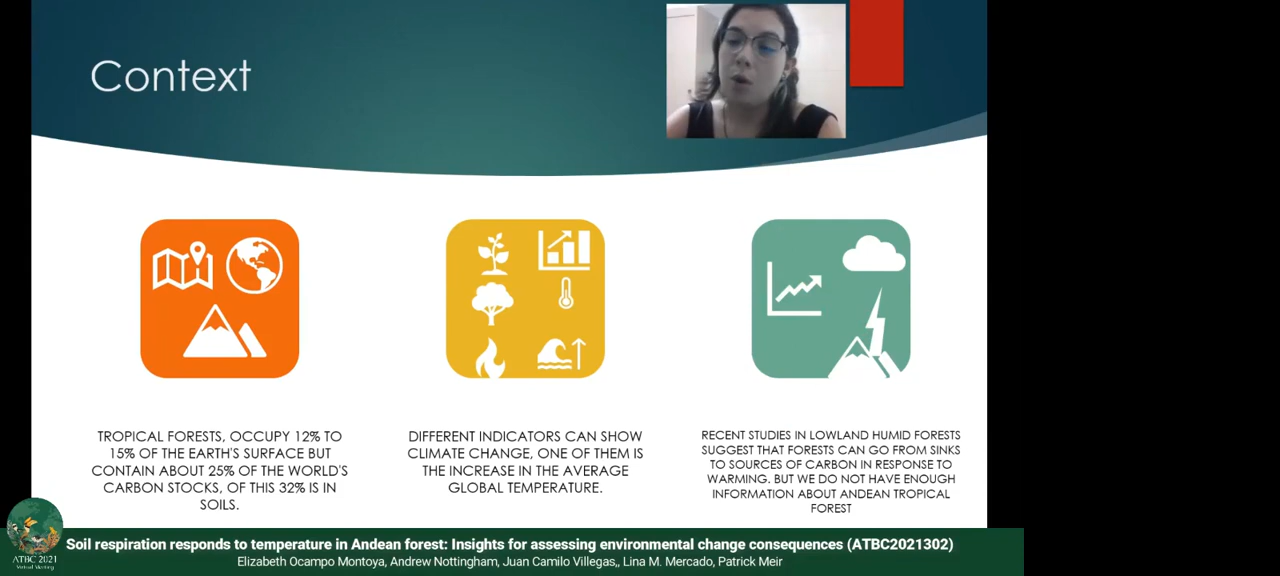 Context
TROPICAL FORESTS, OCCUPY 12% TO
15% OF THE EARTH'S SURFACE BUT
CONTAIN ABOUT 25% OF THE WORLD'S
CARBON STOCKS, OF THIS 32% IS IN
SOILS.
DIFFERENT INDICATORS CAN SHOW
CLIMATE CHANGE, ONE OF THEM IS
THE INCREASE IN THE AVERAGE
GLOBAL TEMPERATURE.
RECENT STUDIES IN LOWLAND HUMID FORESTS
SUGGEST THAT FORESTS CAN GO FROM SINKS
TO SOURCES OF CARBON IN RESPONSE TO
WARMING. BUT WE DO NOT HAVE ENOUGH
INFORMATION ABOUT ANDEAN TROPICAL
FOREST
ATBC 2021
Virtual Meeting
Soil respiration responds to temperature in Andean forest: Insights for assessing environmental change consequences (ATBC2021302)
Elizabeth Ocampo Montoya, Andrew Nottingham, Juan Camilo Villegas,, Lina M. Mercado, Patrick Meir